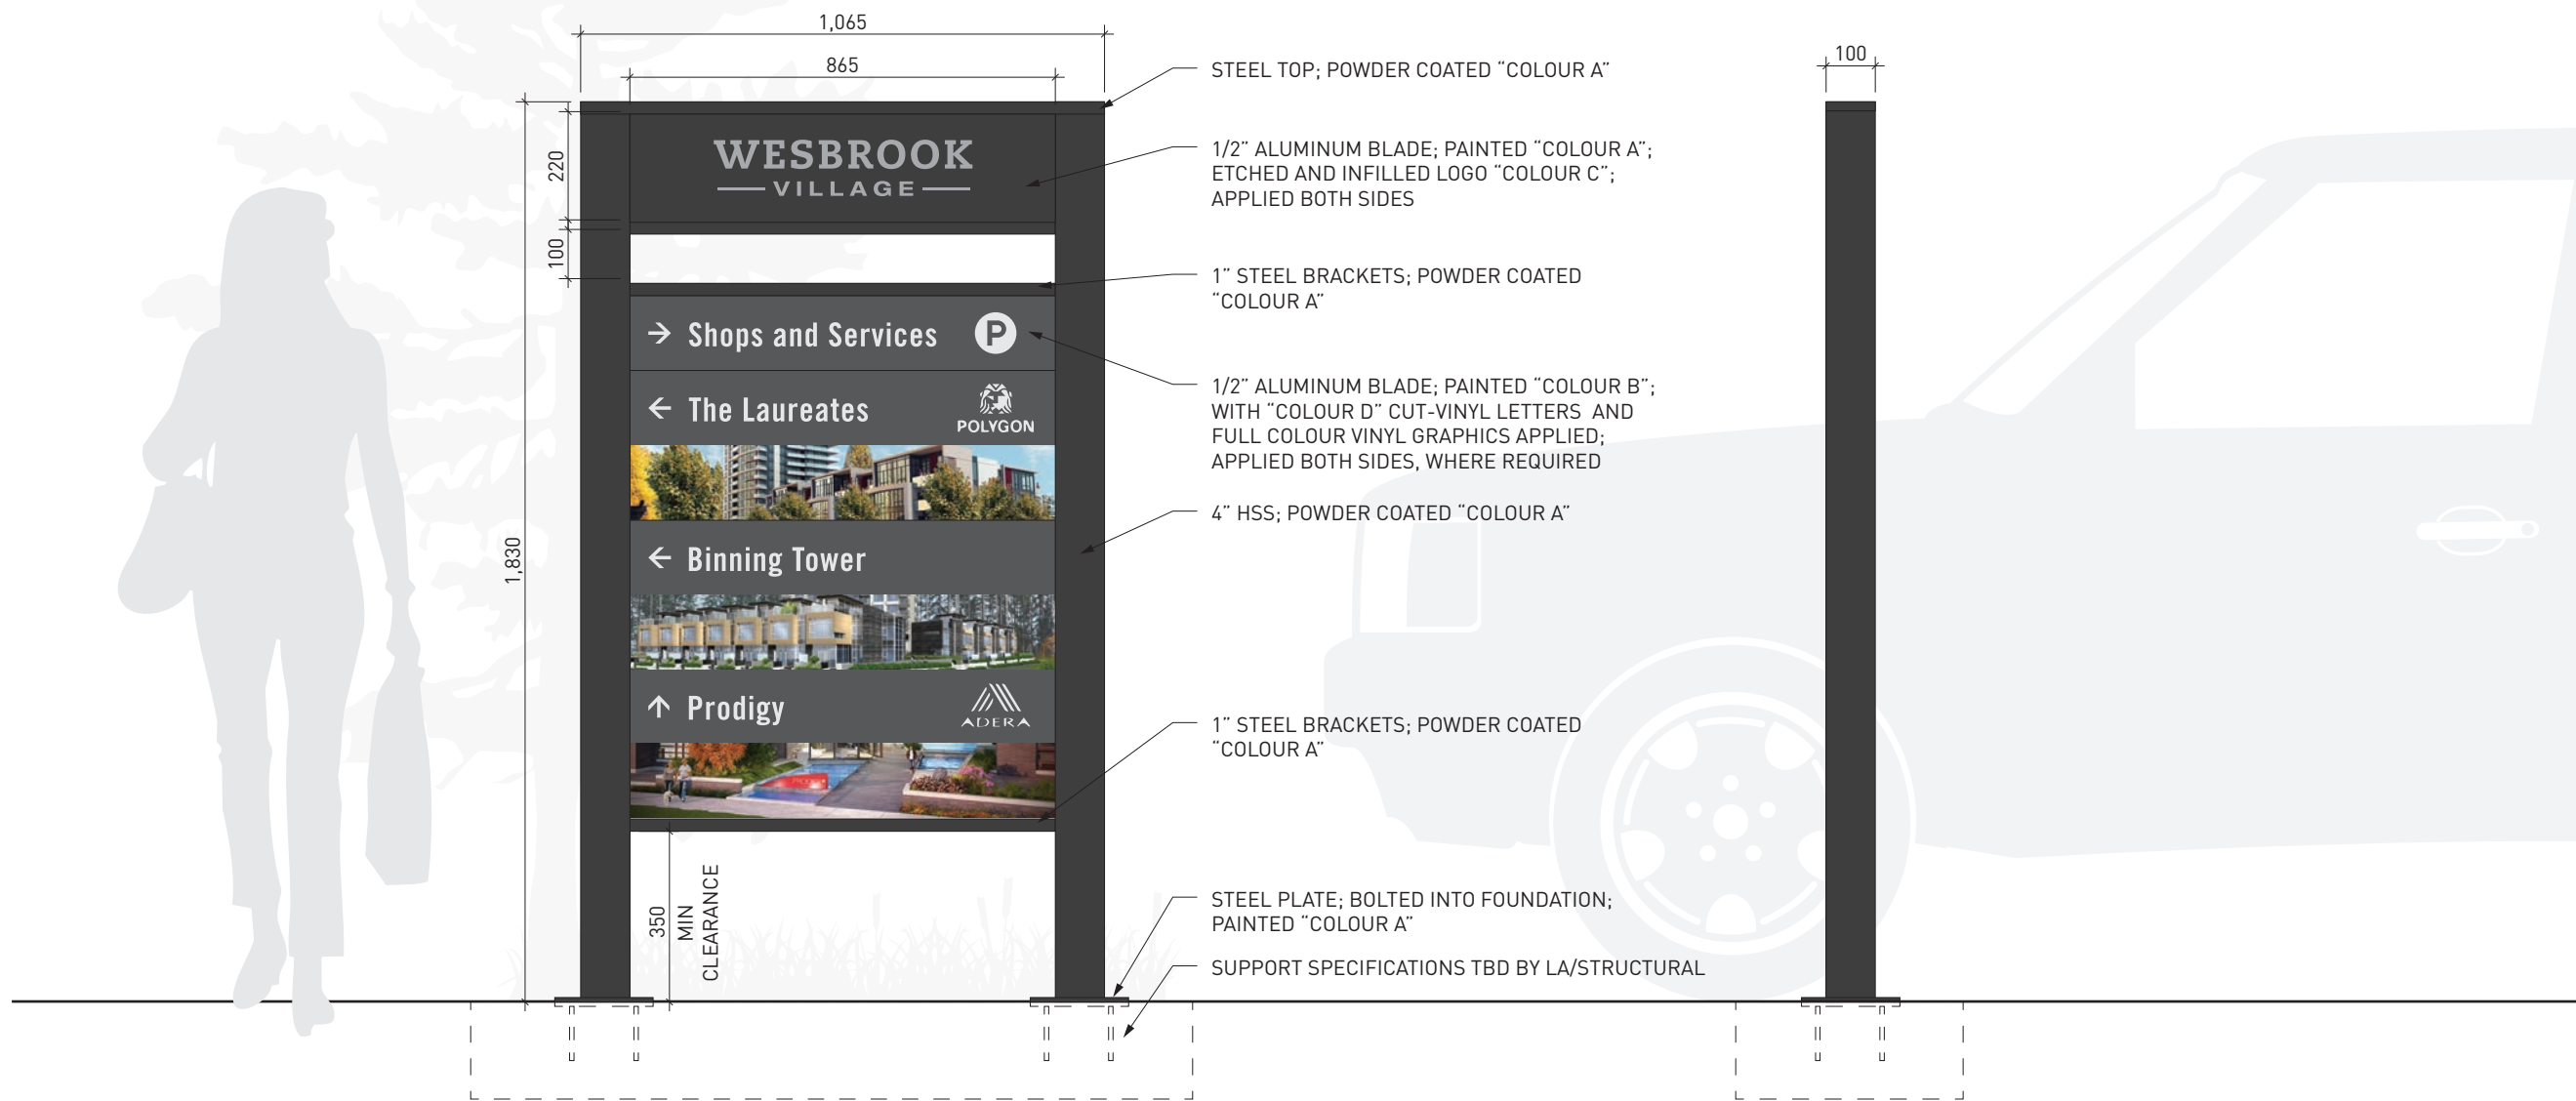 1,065
865
100
STEEL TOP; POWDER COATED “COLOUR A”
WESBROOK
VILLAGE
220
1/2” ALUMINUM BLADE; PAINTED “COLOUR A”;
ETCHED AND INFILLED LOGO “COLOUR C”;
APPLIED BOTH SIDES
100
1” STEEL BRACKETS; POWDER COATED
“COLOUR A”
→ Shops and Services P
← The Laureates
POLYGON
1/2” ALUMINUM BLADE; PAINTED “COLOUR B”;
WITH “COLOUR D” CUT-VINYL LETTERS AND
FULL COLOUR VINYL GRAPHICS APPLIED;
APPLIED BOTH SIDES, WHERE REQUIRED
4” HSS; POWDER COATED “COLOUR A”
1,830
← Binning Tower
↑ Prodigy
ADERA
1” STEEL BRACKETS; POWDER COATED
“COLOUR A”
350
MIN
CLEARANCE
STEEL PLATE; BOLTED INTO FOUNDATION;
PAINTED “COLOUR A”
SUPPORT SPECIFICATIONS TBD BY LA/STRUCTURAL